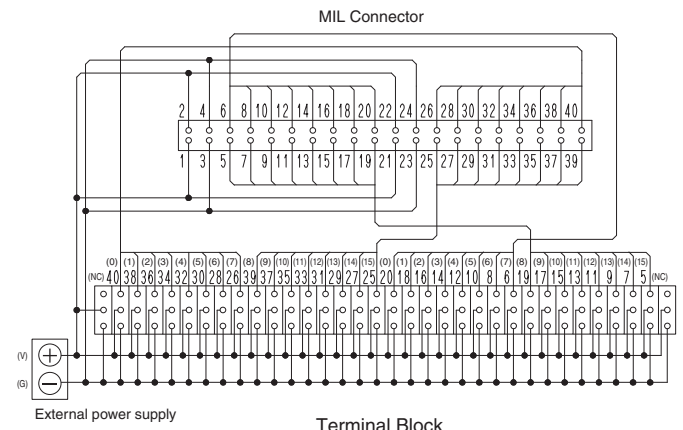 MIL Connector
2 4 6 8 10 12 14 16 18 20 22 24 26 28 30 32 34 36 38 40
1 3 5 7 9 11 13 15 17 19 21 23 25 27 29 31 33 35 37 39
(0) (1) (2) (3) (4) (5) (6) (7) (8) (9) (10) (11) (12) (13) (14) (15) (0) (1) (2) (3) (4) (5) (6) (7) (8) (9) (10) (11) (12) (13) (14) (15)
(NC) 40 38 36 34 32 30 28 26 39 37 35 33 31 29 27 25 20 18 16 14 12 10 8 6 19 17 15 13 11 9 7 5 (NC)
(V)
(G)
External power supply
Terminal Block